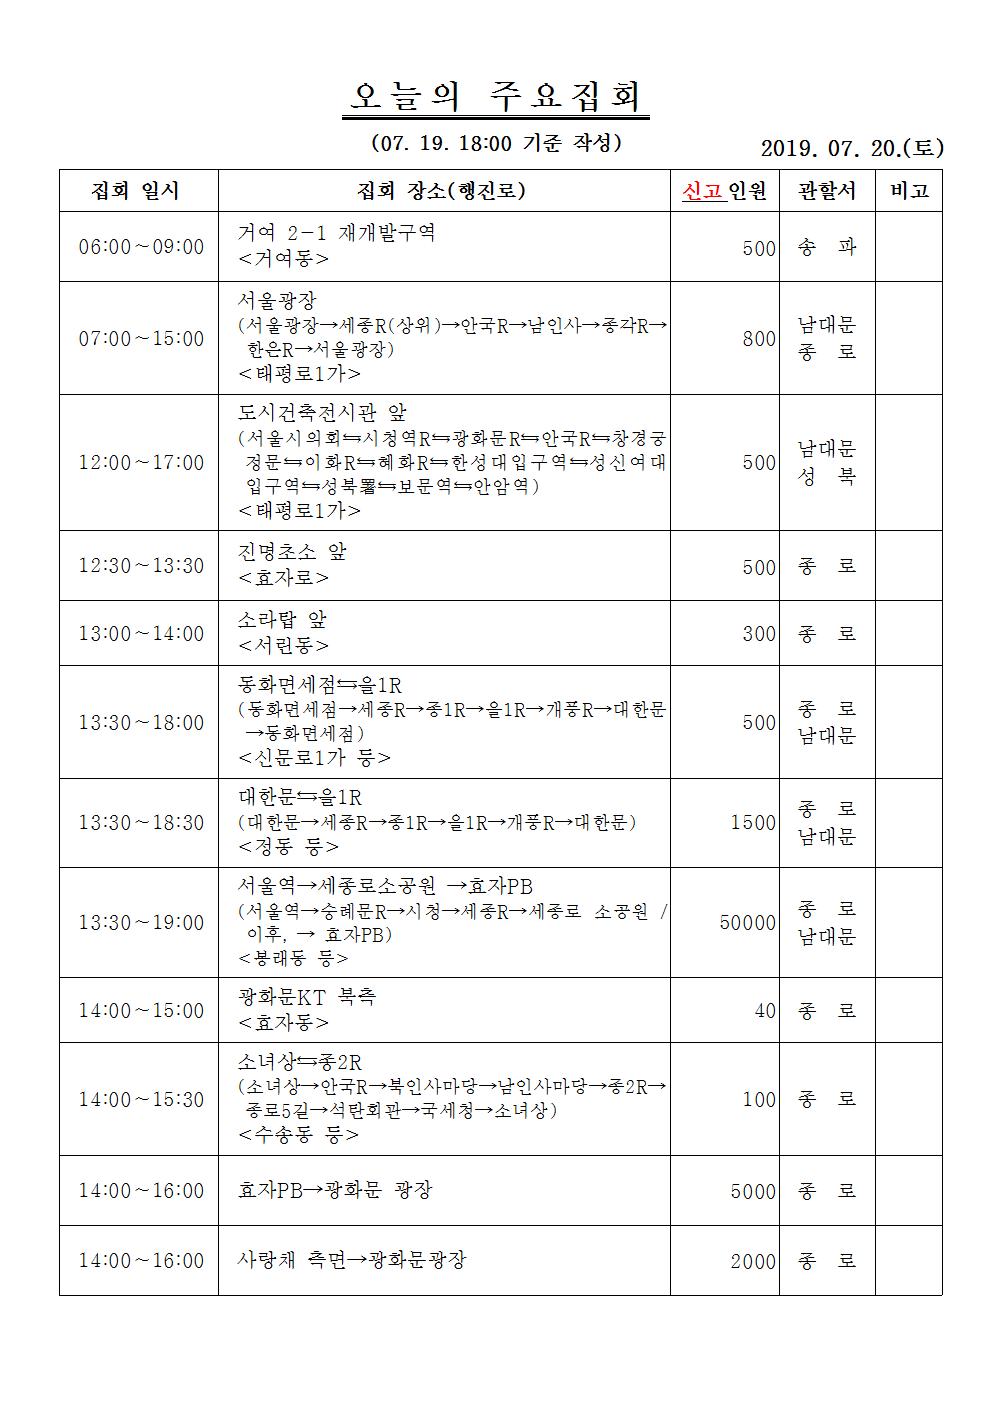 오늘의 주요집회
(07. 19. 18:00 기준 작성)
2019. 07. 20.(토)
집회 일시 집회 장소(행진로) 신고인원 관할서 비고
06:00~09:00
거여 2-1 재개발구역
<거여동>
500
송 파
07:00~15:00
서울광장
(서울광장→세종R(상위)→안국R→남인사→종각R→
한은R→서울광장)
<태평로1가>
800
남대문
종 로
12:00~17:00
도시건축전시관 앞
(서울시의회⇆시청역R⇆광화문R⇆안국R⇆창경궁
정문⇆이화R⇆혜화R⇆한성대입구역⇆성신여대
입구역⇆성북署⇆보문역⇆안암역)
<태평로1가>
500
남대문
성 북
12:30~13:30
진명초소 앞
<효자로>
500
종 로
13:00~14:00
소라탑 앞
<서린동>
300
종 로
13:30~18:00
동화면세점⇆을1R
(동화면세점→세종R→종1R→을1R→개풍R→대한문
→동화면세점)
<신문로1가 등>
500
종 로
남대문
13:30~18:30
대한문⇆을1R
(대한문→세종R→종1R→을1R→개풍R→대한문)
<정동 등>
1500
종 로
남대문
13:30~19:00
서울역→세종로소공원 →효자PB
(서울역→숭례문R→시청→세종R→세종로 소공원 /
이후, → 효자PB)
<봉래동 등>
50000
종 로
남대문
14:00~15:00
광화문KT 북측
<효자동>
40
종 로
14:00~15:30
소녀상⇆종2R
(소녀상→안국R→북인사마당→남인사마당→종2R→
종로5길→석탄회관→국세청→소녀상)
<수송동 등>
100
종 로
14:00~16:00
효자PB→광화문 광장
5000
종 로
14:00~16:00
사랑채 측면→광화문광장
2000
종 로